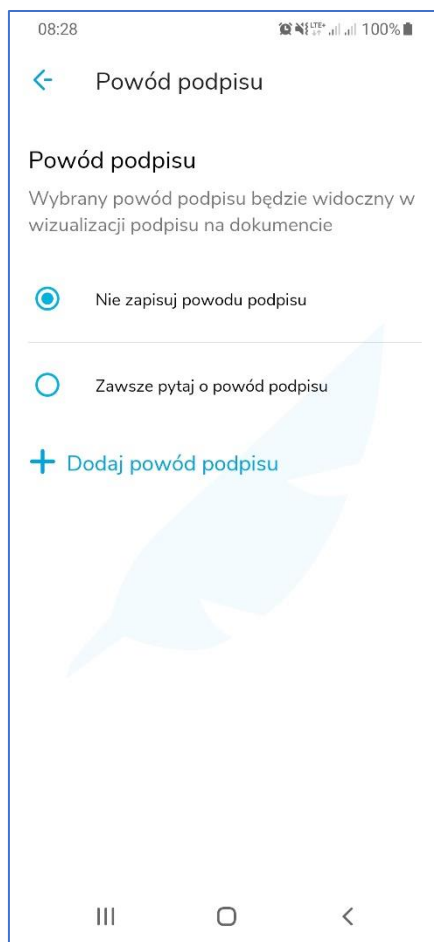 08:28 LTE+ 100%
Powód podpisu
Powód podpisu
Wybrany powód podpisu będzie widoczny w
wizualizacji podpisu na dokumencie
Nie zapisuj powodu podpisu
Zawsze pytaj o powód podpisu
+ Dodaj powód podpisu